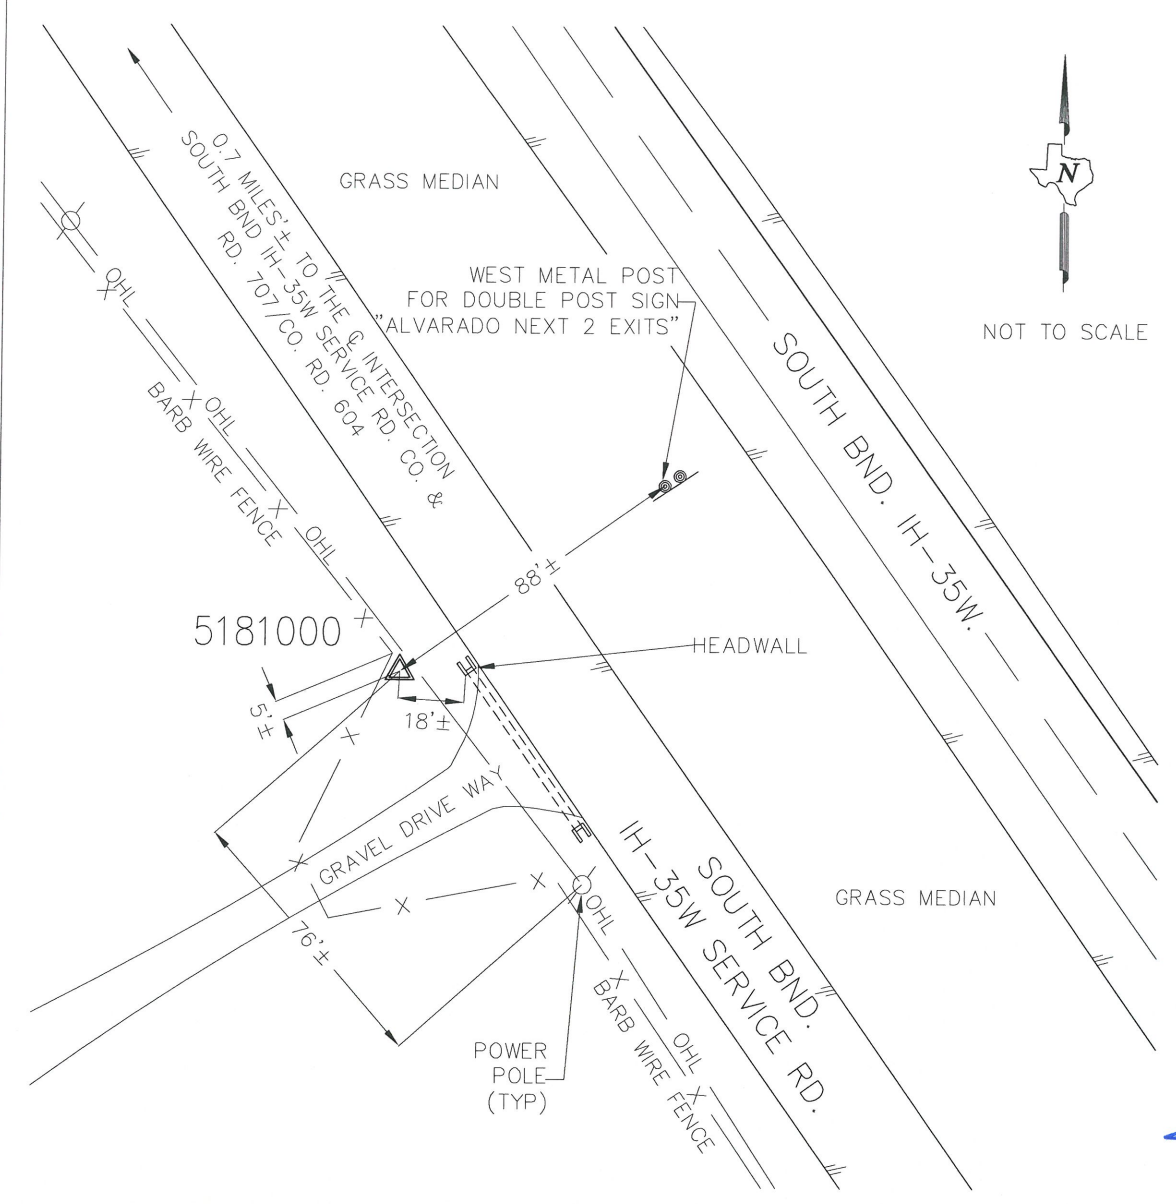 GRASS MEDIAN
0.7 MILES'± TO THE ℄ INTERSECTION
SOUTH BND IH-35W SERVICE RD. CO. &
RD. 707/CO. RD. 604
N
WEST METAL POST
FOR DOUBLE POST SIGN
"ALVARADO NEXT 2 EXITS"
NOT TO SCALE
OHL
X
X
OHL
BARB WIRE FENCE
X
OHL
SOUTH BND. IH-35W.
88'±
X
5181000
HEADWALL
5'±
18'±
X
GRAVEL DRIVE WAY
X
X
X
76'±
OHL
SOUTH BND.
IH-35W SERVICE RD.
GRASS MEDIAN
X
BARB WIRE FENCE
OHL
X
POWER
POLE
(TYP)